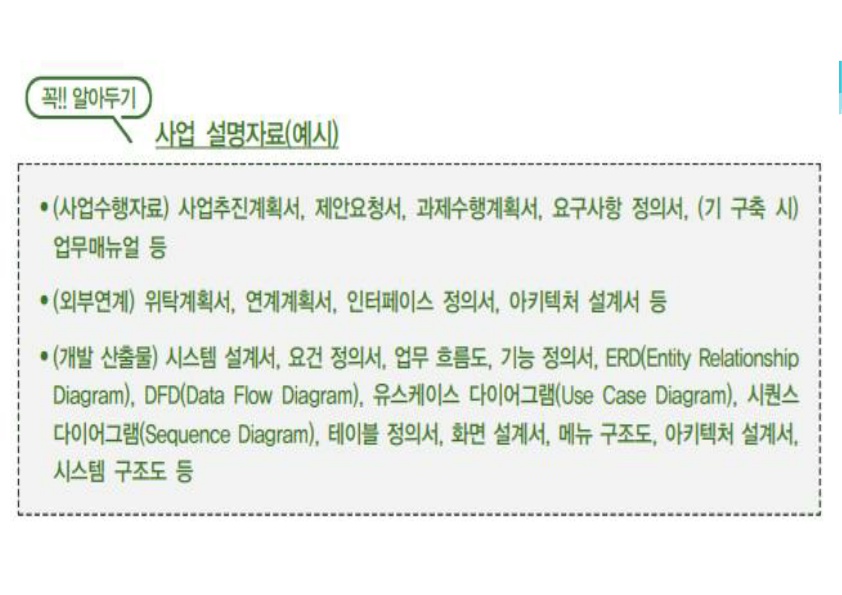 꼭!! 알아두기
사업 설명자료(예시)
• (사업수행자료) 사업추진계획서, 제안요청서, 과제수행계획서, 요구사항 정의서, (기 구축 시)
업무매뉴얼 등
• (외부연계) 위탁계획서, 연계계획서, 인터페이스 정의서, 아키텍처 설계서 등
• (개발 산출물) 시스템 설계서, 요건 정의서, 업무 흐름도, 기능 정의서, ERD(Entity Relationship
Diagram), DFD(Data Flow Diagram), 유스케이스 다이어그램(Use Case Diagram), 시퀀스
다이어그램(Sequence Diagram), 테이블 정의서, 화면 설계서, 메뉴 구조도, 아키텍처 설계서,
시스템 구조도 등